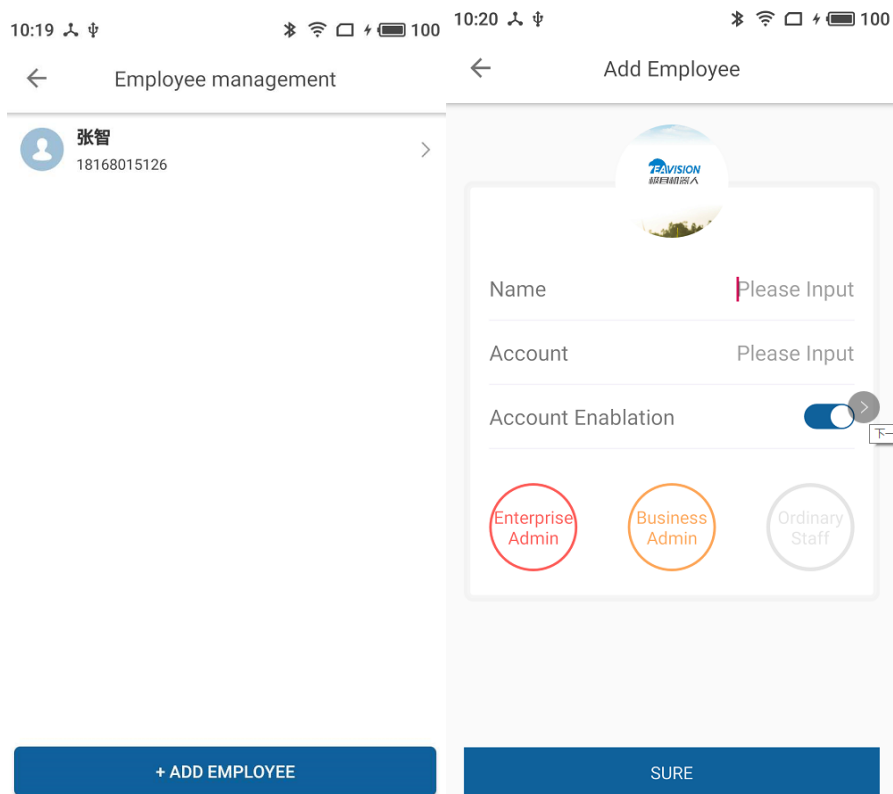 10:19
100
Employee management
张智
18168015126
+ ADD EMPLOYEE
10:20
100
Add Employee
EAVISION
极目机器人
Name
Please Input
Account
Please Input
Account Enablation
下一
Enterprise
Admin
Business
Admin
Ordinary
Staff
SURE